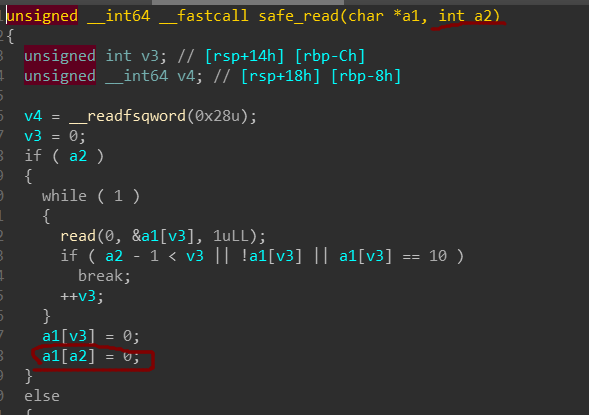 unsigned __int64 __fastcall safe_read(char *a1, int a2)
{
unsigned int v3; // [rsp+14h] [rbp-Ch]
unsigned __int64 v4; // [rsp+18h] [rbp-8h]
v4 = __readfsqword(0x28u);
v3 = 0;
if ( a2 )
{
while ( 1 )
{
read(0, &a1[v3], 1uLL);
if ( a2 - 1 < v3 || !a1[v3] || a1[v3] == 10 )
break;
++v3;
}
a1[v3] = 0;
a1[a2] = 0;
}
else